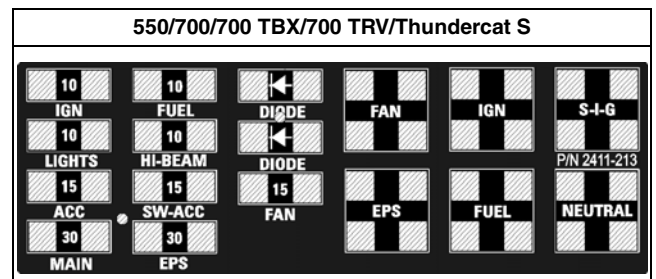 550/700/700 TBX/700 TRV/Thundercat S
10 10
IGN FUEL DIODE FAN IGN S-I-G
10 10
LIGHTS HI-BEAM DIODE P/N 2411-213
15 15 15
ACC SW-ACC FAN EPS FUEL NEUTRAL
30 30
MAIN EPS